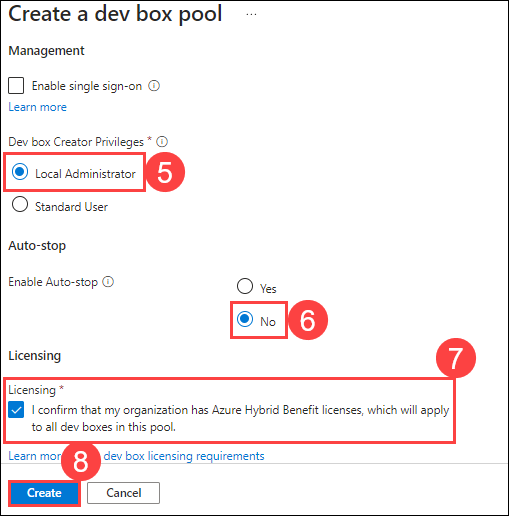 Create a dev box pool ...
Management
Enable single sign-on
Learn more
Dev box Creator Privileges *
Local Administrator
5
Standard User
Auto-stop
Enable Auto-stop
Yes
No
6
Licensing
7
Licensing *
I confirm that my organization has Azure Hybrid Benefit licenses, which will apply
to all dev boxes in this pool.
Learn more dev box licensing requirements
8
Create
Cancel